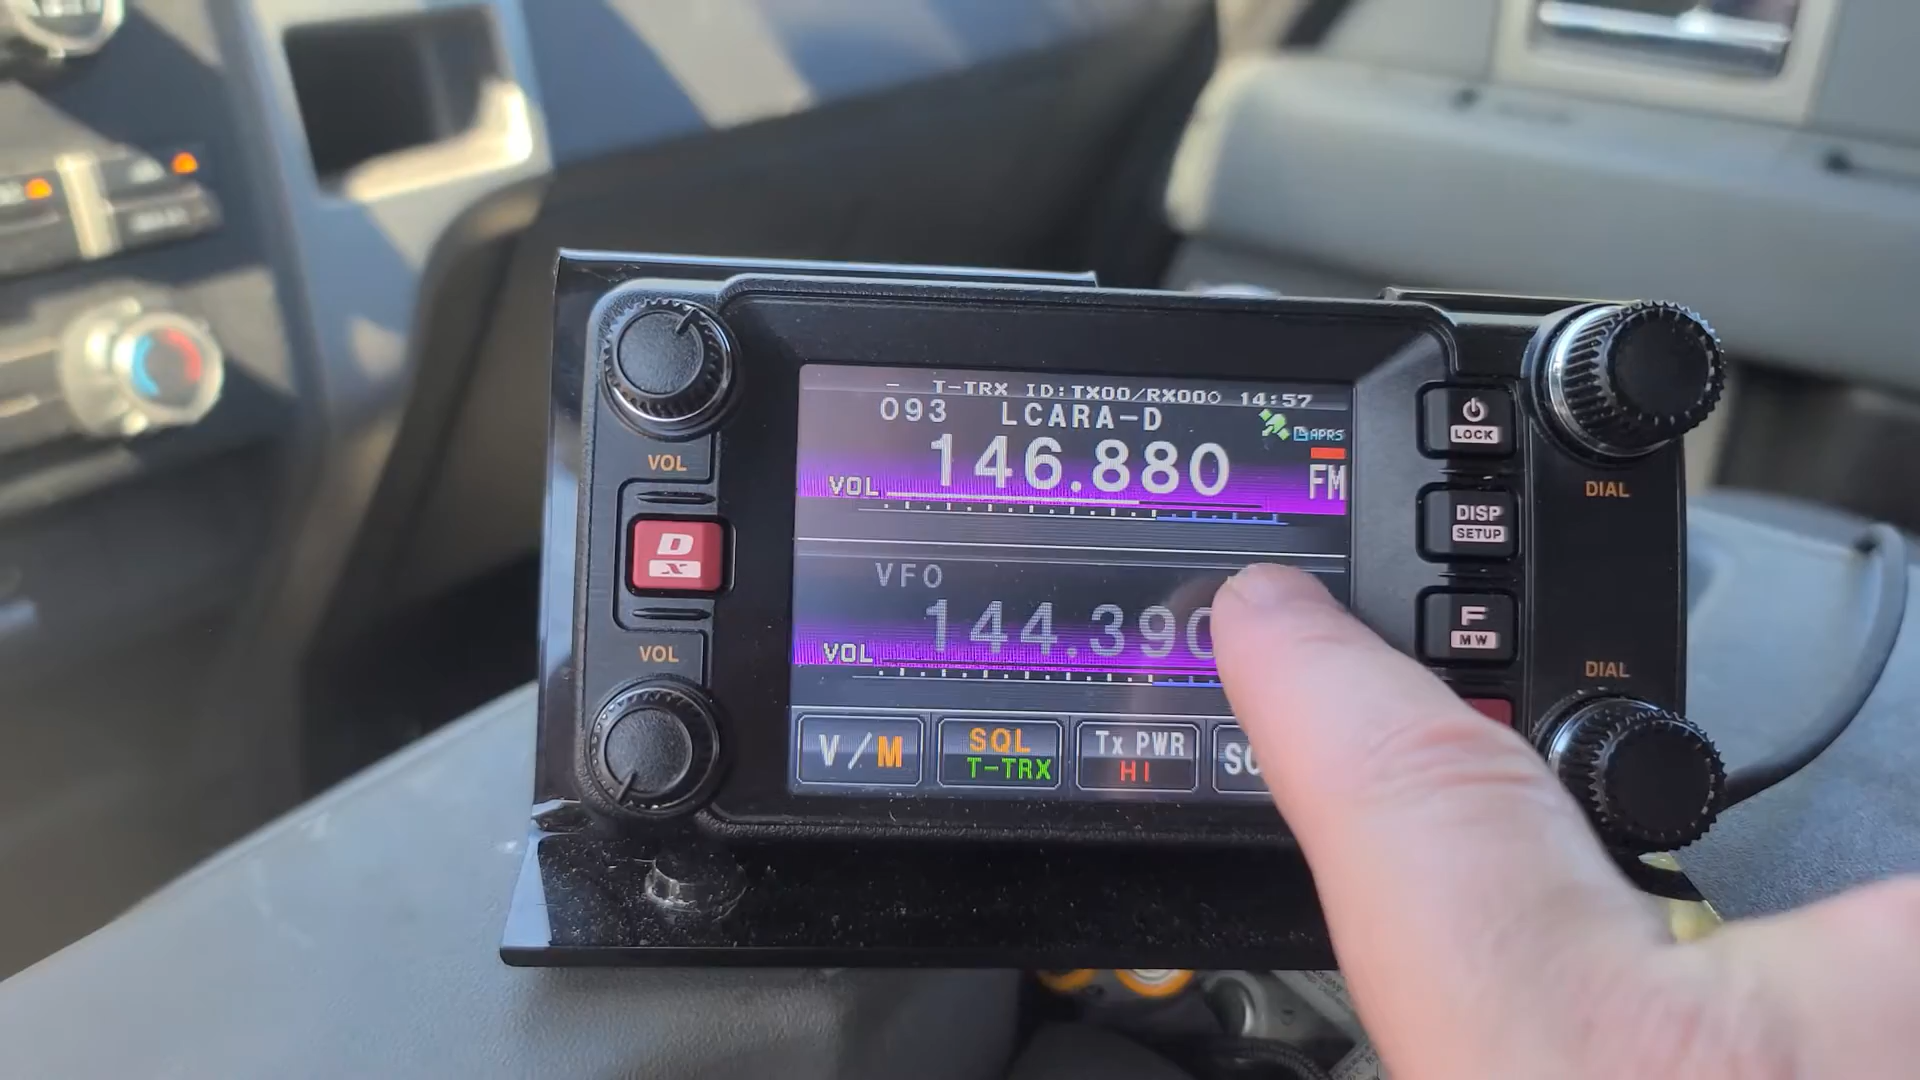 — T-TRX ID:TX00/RX00○ 14:57
093 LCARA-D
APRS
146.880
FM
VOL
VFO
144.390
VOL
V/M
SQL
T-TRX
Tx PWR
HI
SC
VOL
D
X
VOL
LOCK
DISP
SETUP
F
MW
DIAL
DIAL